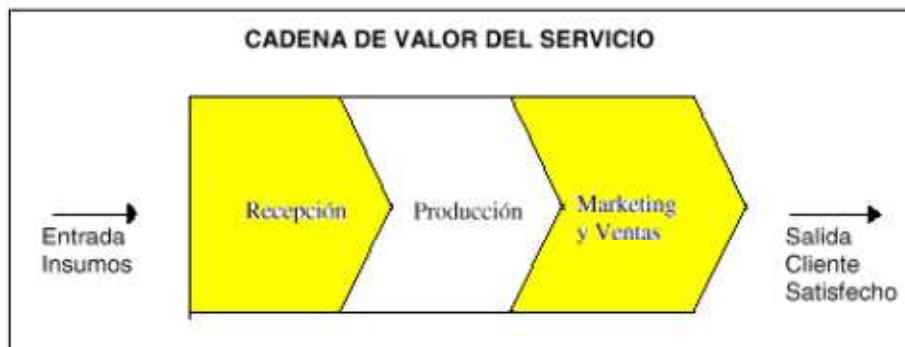 CADENA DE VALOR DEL SERVICIO
Recepción
Producción
Marketing
y Ventas
Entrada
Insumos
Salida
Cliente
Satisfecho